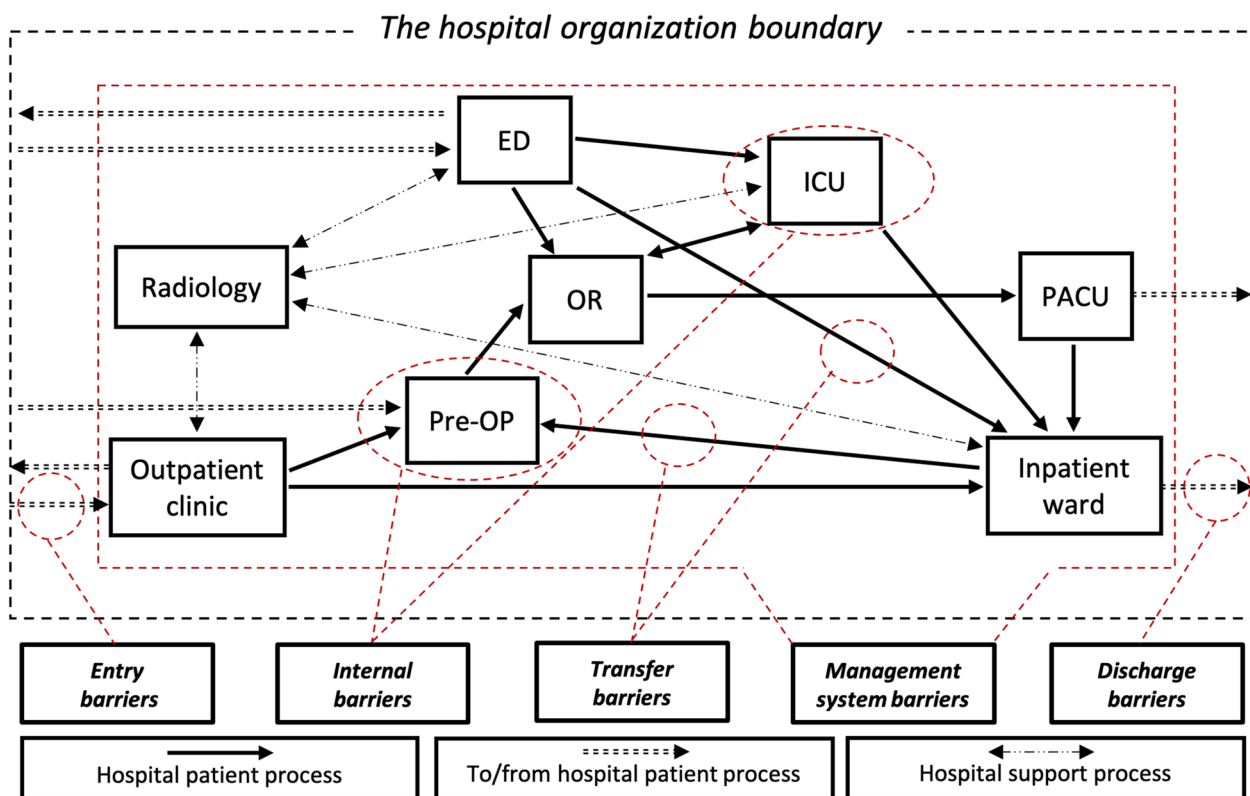 The hospital organization boundary
ED
ICU
Radiology
OR
PACU
Pre-OP
Outpatient
clinic
Inpatient
ward
Entry
barriers
Internal
barriers
Transfer
barriers
Management
system barriers
Discharge
barriers
Hospital patient process
To/from hospital patient process
Hospital support process